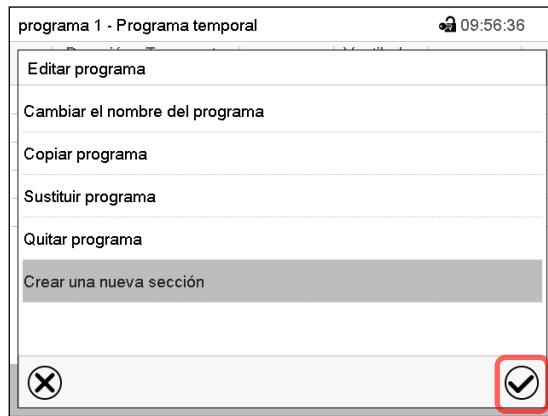 programa 1 - Programa temporal 09:56:36
Editar programa
Cambiar el nombre del programa
Copiar programa
Sustituir programa
Quitar programa
Crear una nueva sección